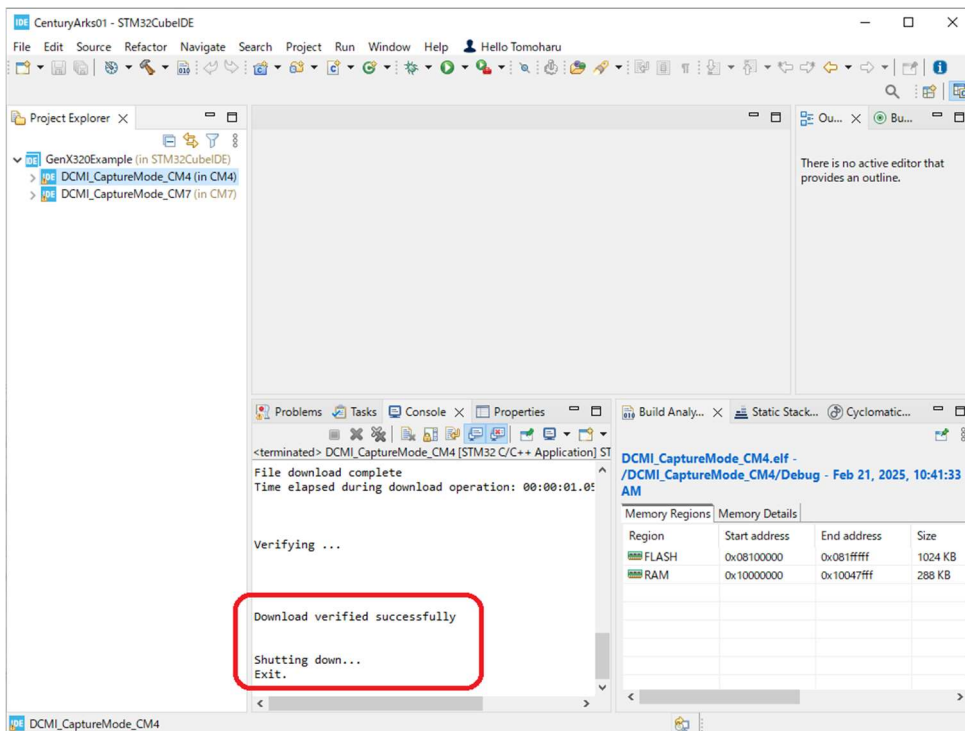 IDE CenturyArks01 - STM32CubeIDE
File Edit Source Refactor Navigate Search Project Run Window Help Hello Tomoharu
Project Explorer
Ou... Bu...
GenX320Example (in STM32CubeIDE)
DCMI_CaptureMode_CM4 (in CM4)
DCMI_CaptureMode_CM7 (in CM7)
There is no active editor that
provides an outline.
Problems Tasks Console Properties
Build Analy... Static Stack... Cyclomatic...
<terminated> DCMI_CaptureMode_CM4 [STM32 C/C++ Application] ST
File download complete
Time elapsed during download operation: 00:00:01.05
Verifying ...
Download verified successfully
Shutting down...
Exit.
DCMI_CaptureMode_CM4.elf -
/DCMI_CaptureMode_CM4/Debug - Feb 21, 2025, 10:41:33
AM
Memory Regions Memory Details
Region Start address End address Size
FLASH 0x08100000 0x081fffff 1024 KB
RAM 0x10000000 0x10047fff 288 KB
IDE DCMI_CaptureMode_CM4